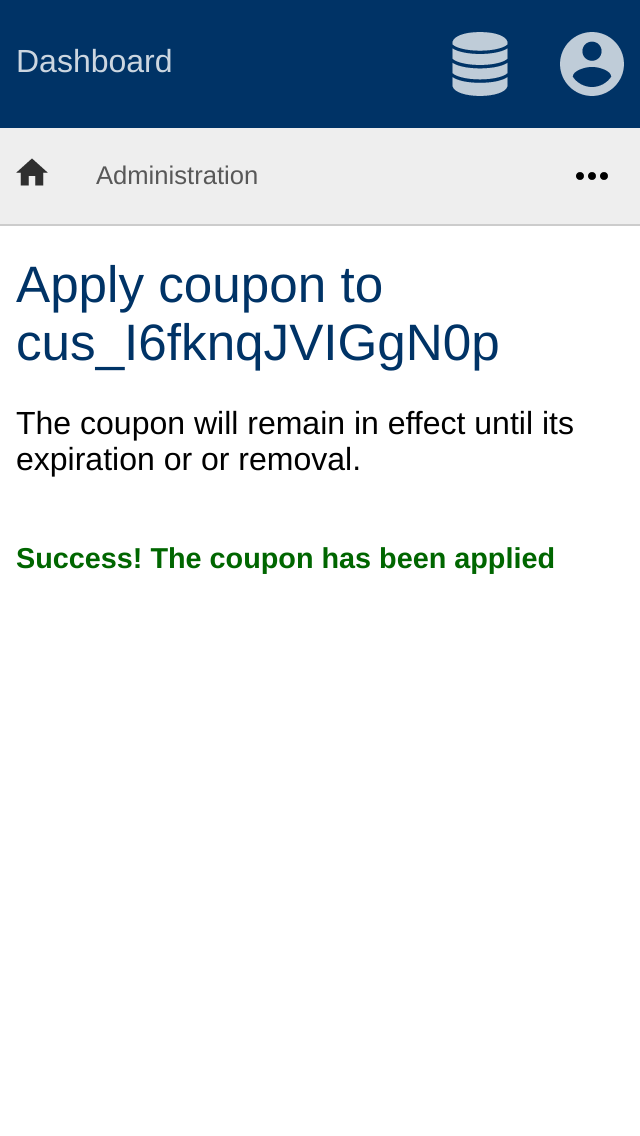 Dashboard
Administration
Apply coupon to
cus_I6fknqJVIGgN0p
The coupon will remain in effect until its
expiration or or removal.
Success! The coupon has been applied